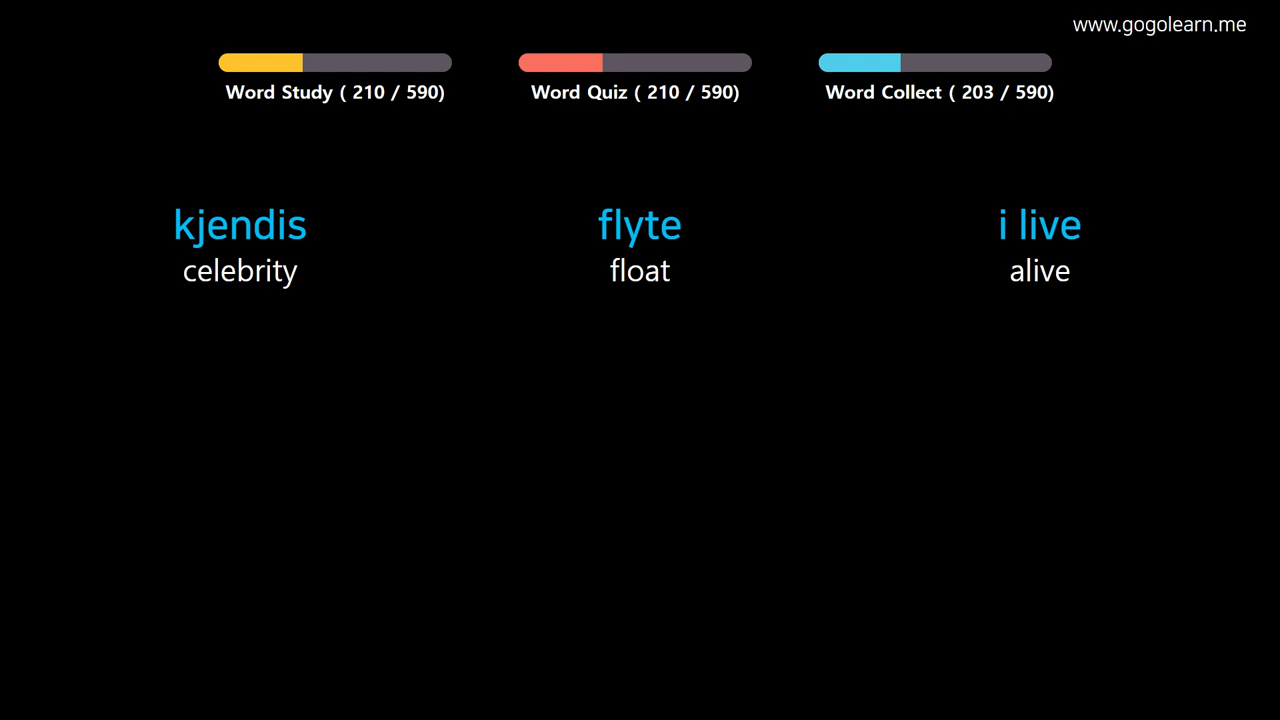 www.gogolearn.me
Word Study ( 210 / 590)
Word Quiz ( 210 / 590)
Word Collect ( 203 / 590)
kjendis
celebrity
flyte
float
i live
alive